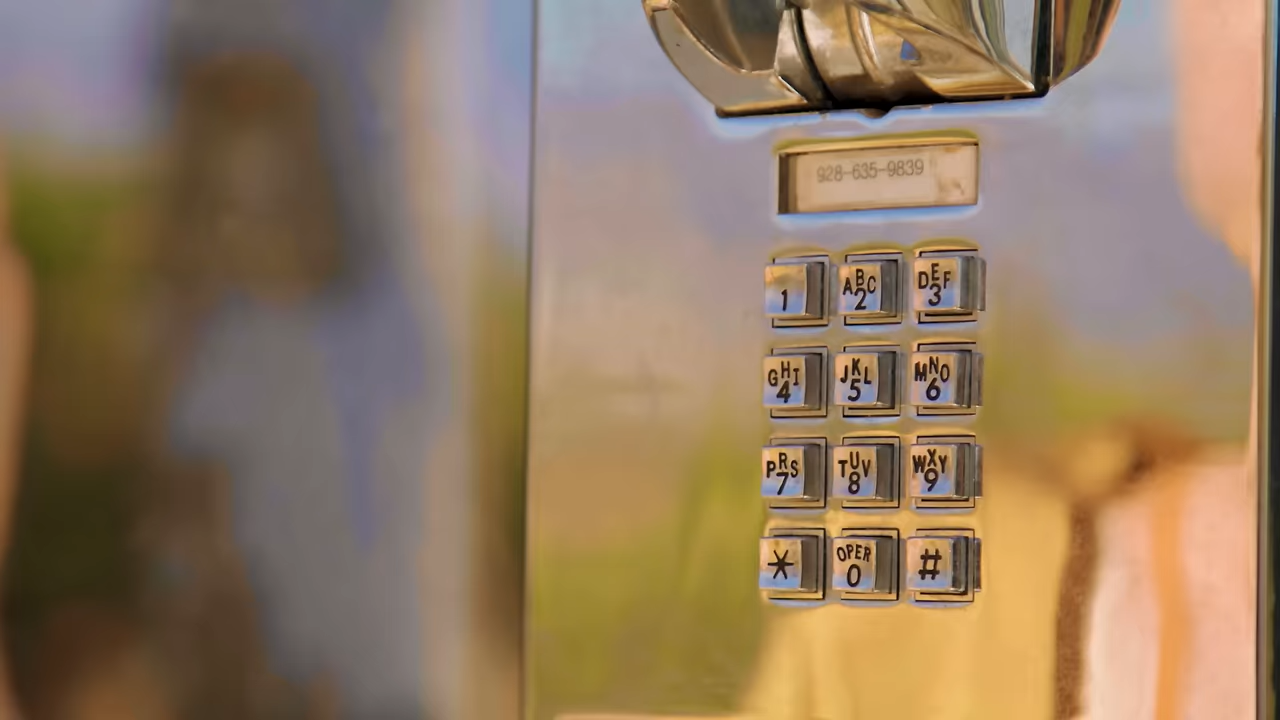 928-635-9839
1 ABC 2 DEF 3
GHI 4 JKL 5 MNO 6
PRS 7 TUV 8 WXY 9
* OPER 0 #